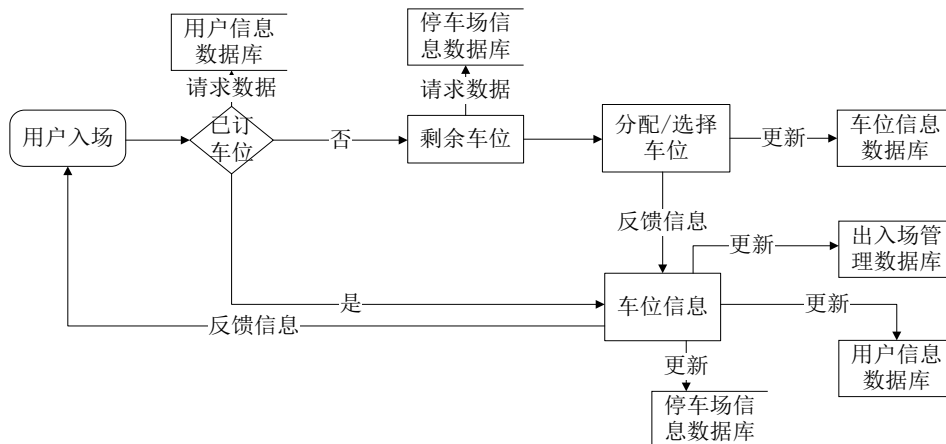 用户信息
数据库
停车场信
息数据库
请求数据
请求数据
用户入场
已订
车位
否
剩余车位
分配/选择
车位
更新
车位信息
数据库
反馈信息
更新
出入场管
理数据库
是
车位信息
更新
反馈信息
更新
用户信息
数据库
停车场信
息数据库